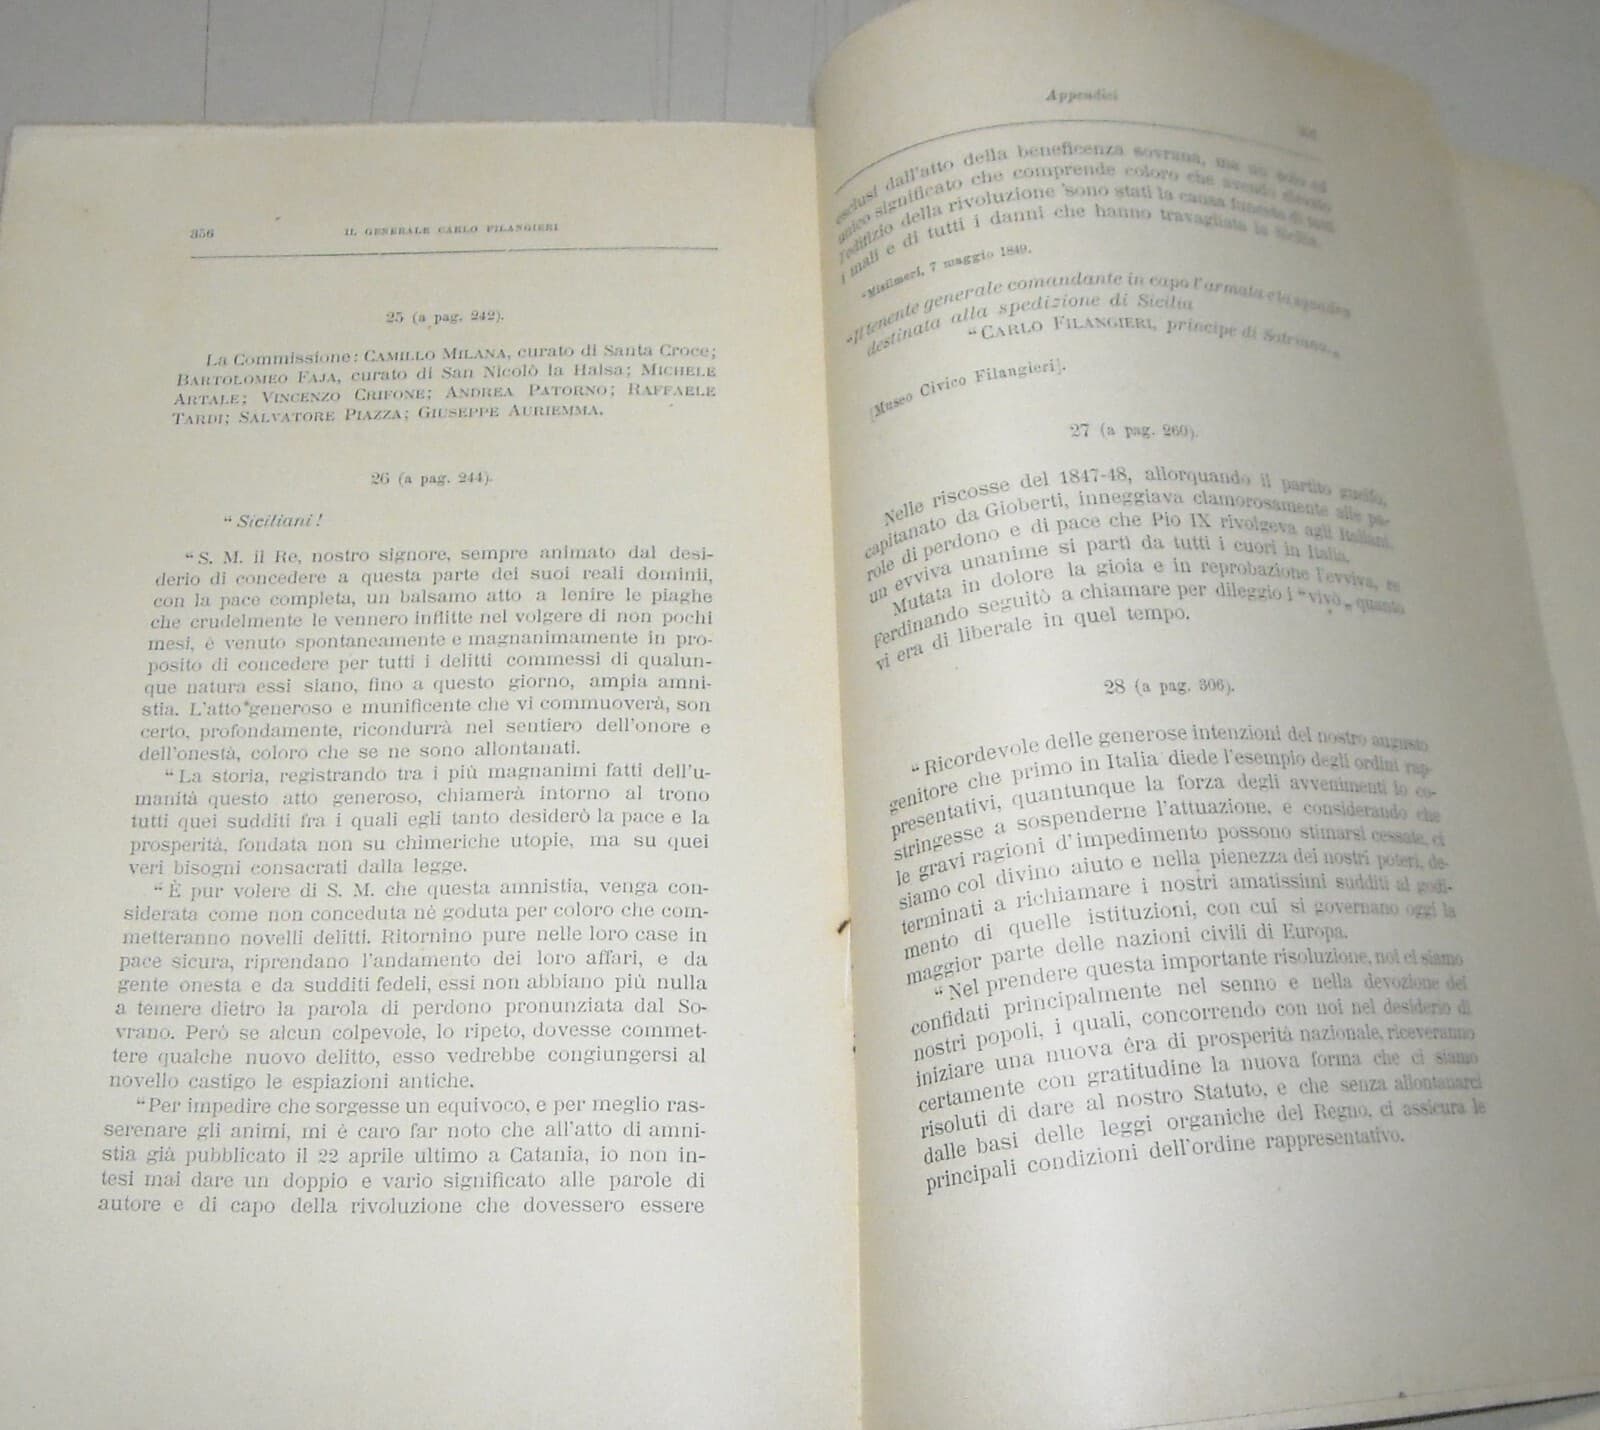 356
IL GENERALE CARLO FILANGIERI
25 (a pag. 242).
La Commissione: CAMILLO MILANA, curato di Santa Croce;
BARTOLOMEO FAJA, curato di San Nicolò la Halsa; MICHELE
ARTALE; VINCENZO CRIFONE; ANDREA PATORNO; RAFFAELE
TARDI; SALVATORE PIAZZA; GIUSEPPE AURIEMMA.
26 (a pag. 244).
“ Siciliani !
“ S. M. il Re, nostro signore, sempre animato dal desi-
derio di concedere a questa parte dei suoi reali dominii,
con la pace completa, un balsamo atto a lenire le piaghe
che crudelmente le vennero inflitte nel volgere di non pochi
mesi, è venuto spontaneamente e magnanimamente in pro-
posito di concedere per tutti i delitti commessi di qualun-
que natura essi siano, fino a questo giorno, ampia amni-
stia. L'atto generoso e munificente che vi commuoverà, son
certo, profondamente, ricondurrà nel sentiero dell'onore e
dell'onestà, coloro che se ne sono allontanati.
“ La storia, registrando tra i più magnanimi fatti dell'u-
manità questo atto generoso, chiamerà intorno al trono
tutti quei sudditi fra i quali egli tanto desiderò la pace e la
prosperità, fondata non su chimeriche utopie, ma su quei
veri bisogni consacrati dalla legge.
“ È pur volere di S. M. che questa amnistia, venga con-
siderata come non conceduta nè goduta per coloro che com-
metteranno novelli delitti. Ritornino pure nelle loro case in
pace sicura, riprendano l'andamento dei loro affari, e da
gente onesta e da sudditi fedeli, essi non abbiano più nulla
a temere dietro la parola di perdono pronunziata dal So-
vrano. Però se alcun colpevole, lo ripeto, dovesse commet-
tere qualche nuovo delitto, esso vedrebbe congiungersi al
novello castigo le espiazioni antiche.
“ Per impedire che sorgesse un equivoco, e per meglio ras-
serenare gli animi, mi è caro far noto che all'atto di amni-
stia già pubblicato il 22 aprile ultimo a Catania, io non in-
tesi mai dare un doppio e vario significato alle parole di
autore e di capo della rivoluzione che dovessero essere
Appendici
esclusi dall'atto della beneficenza sovrana, ma un solo ed
unico significato che comprende coloro che avendo
l'edifizio della rivoluzione sono stati la causa funesta di tutti
i mali e di tutti i danni che hanno travagliata la Sicilia.
“ Misilmeri, 7 maggio 1849.
“ Il tenente generale comandante in capo l'armata e la squadra
destinata alla spedizione di Sicilia
“ CARLO FILANGIERI, principe di Satriano „
[Museo Civico Filangieri].
27 (a pag. 260).
Nelle riscosse del 1847-48, allorquando il partito guelfo,
capitanato da Gioberti, inneggiava clamorosamente alle pa-
role di perdono e di pace che Pio IX rivolgeva agli Italiani,
un evviva unanime si partì da tutti i cuori in Italia.
Mutata in dolore la gioia e in reprobazione l'evviva, re
Ferdinando seguitò a chiamare per dileggio i “ vivò „ quanto
vi era di liberale in quel tempo.
28 (a pag. 306).
“ Ricordevole delle generose intenzioni del nostro augusto
genitore che primo in Italia diede l'esempio degli ordini rap-
presentativi, quantunque la forza degli avvenimenti lo co-
stringesse a sospenderne l'attuazione, e considerando che
le gravi ragioni d'impedimento possono stimarsi cessate, ci
siamo col divino aiuto e nella pienezza dei nostri poteri, de-
terminati a richiamare i nostri amatissimi sudditi al godi-
mento di quelle istituzioni, con cui si governano oggi la
maggior parte delle nazioni civili di Europa.
“ Nel prendere questa importante risoluzione, noi ci siamo
confidati principalmente nel senno e nella devozione dei
nostri popoli, i quali, concorrendo con noi nel desiderio di
iniziare una nuova êra di prosperità nazionale, riceveranno
certamente con gratitudine la nuova forma che ci siamo
risoluti di dare al nostro Statuto, e che senza allontanarci
dalle basi delle leggi organiche del Regno, ci assicura le
principali condizioni dell'ordine rappresentativo.